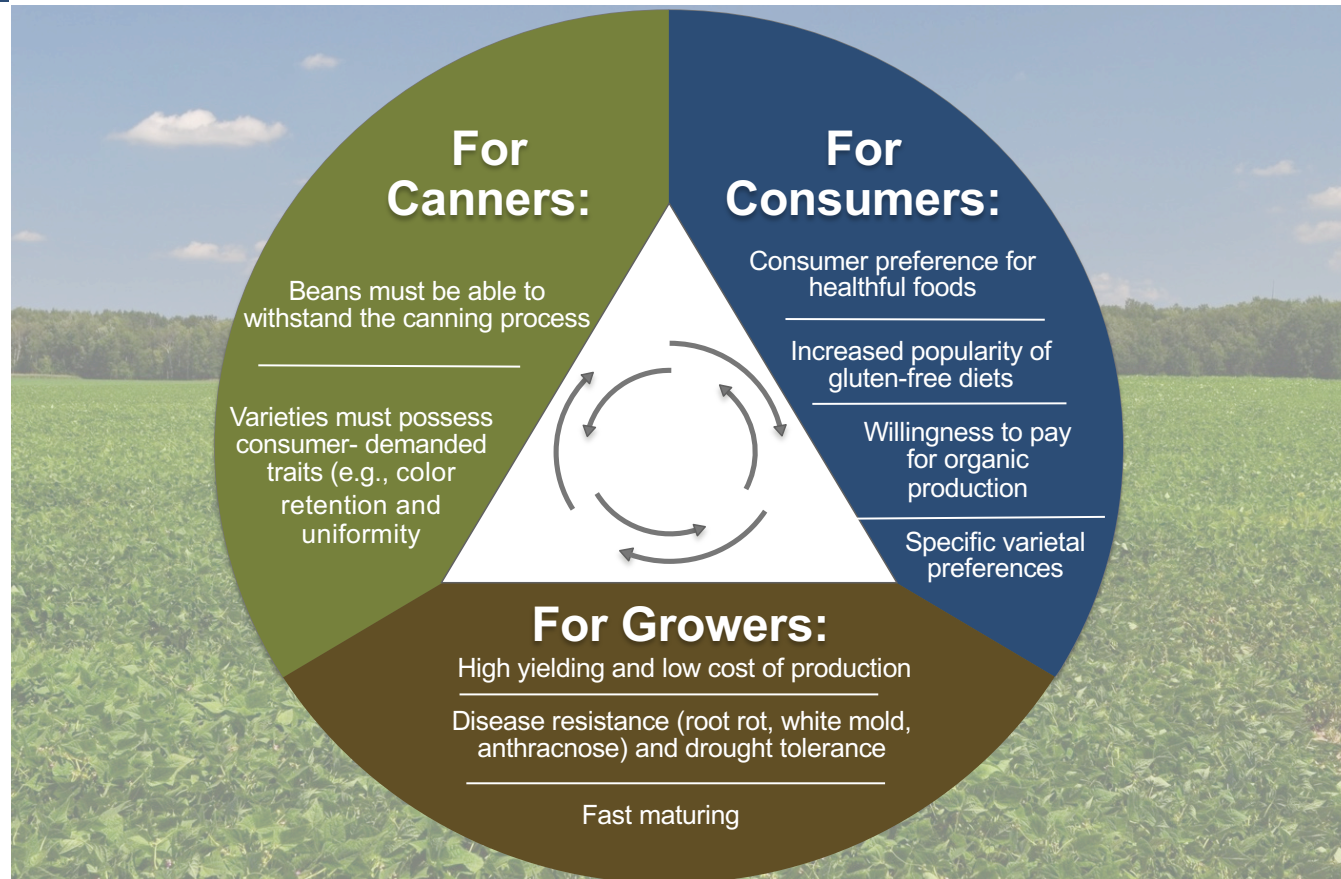 For
Canners:
Beans must be able to
withstand the canning process
Varieties must possess
consumer- demanded
traits (e.g., color
retention and
uniformity
For
Consumers:
Consumer preference for
healthful foods
Increased popularity of
gluten-free diets
Willingness to pay
for organic
production
Specific varietal
preferences
For Growers:
High yielding and low cost of production
Disease resistance (root rot, white mold,
anthracnose) and drought tolerance
Fast maturing